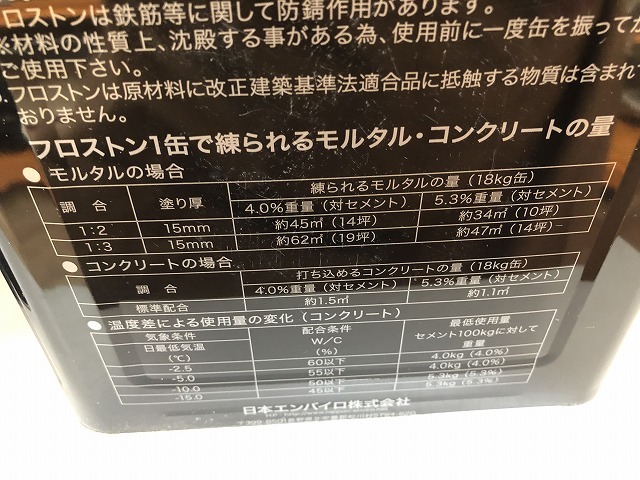 フロストンは鉄筋等に関して防錆作用があります。
※材料の性質上、沈殿する事がある為、使用前に一度缶を振ってか
ご使用下さい。
フロストンは原材料に改正建築基準法適合品に抵触する物質は含まれて
おりません。
フロストン1缶で練られるモルタル・コンクリートの量
●モルタルの場合
調合 塗り厚 練られるモルタルの量（18kg缶）
4.0%重量（対セメント） 5.3%重量（対セメント）
1:2 15mm 約45㎡（14坪） 約34㎡（10坪）
1:3 15mm 約62㎡（19坪） 約47㎡（14坪）
●コンクリートの場合
調合 打ち込めるコンクリートの量（18kg缶）
4.0%重量（対セメント） 5.3%重量（対セメント）
標準配合 約1.5㎥ 約1.1㎥
●温度差による使用量の変化（コンクリート）
気象条件 配合条件 最低使用量
日最低気温 W/C セメント100kgに対して
(℃) (%) 重量
-2.5 60以下 4.0kg（4.0%）
-5.0 55以下 4.0kg（4.0%）
-10.0 50以下 5.3kg（5.3%）
-15.0 45以下 5.3kg（5.3%）
日本エンバイロ株式会社